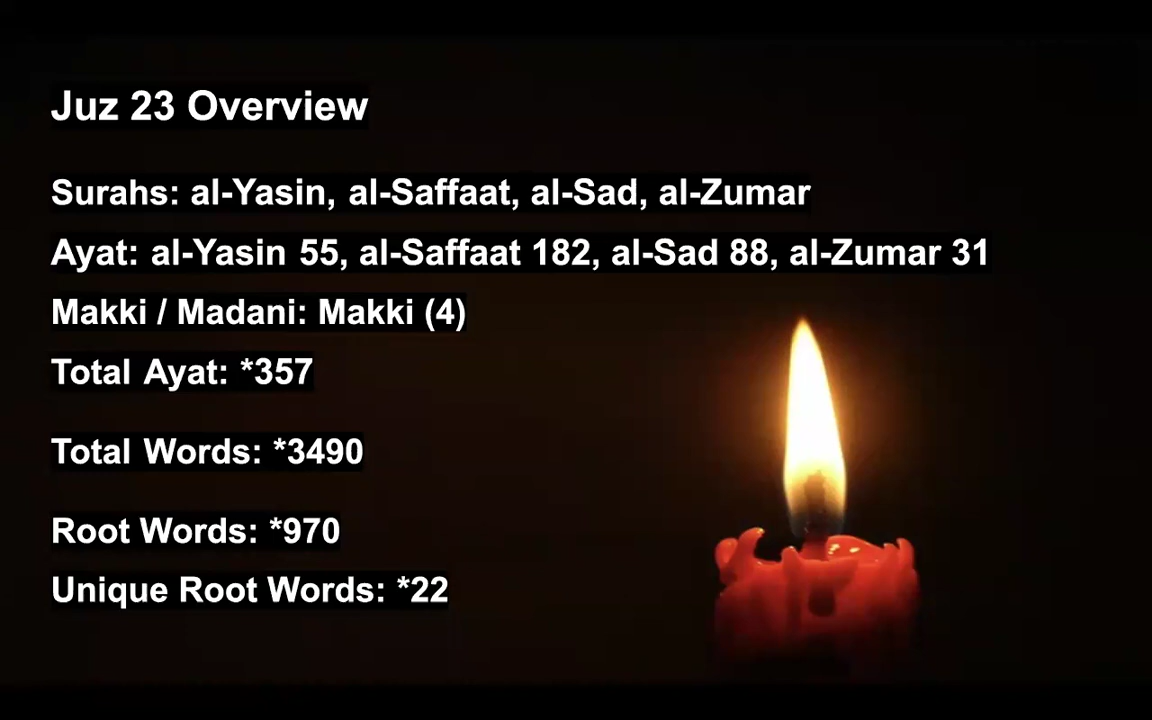 Juz 23 Overview
Surahs: al-Yasin, al-Saffaat, al-Sad, al-Zumar
Ayat: al-Yasin 55, al-Saffaat 182, al-Sad 88, al-Zumar 31
Makki / Madani: Makki (4)
Total Ayat: *357
Total Words: *3490
Root Words: *970
Unique Root Words: *22